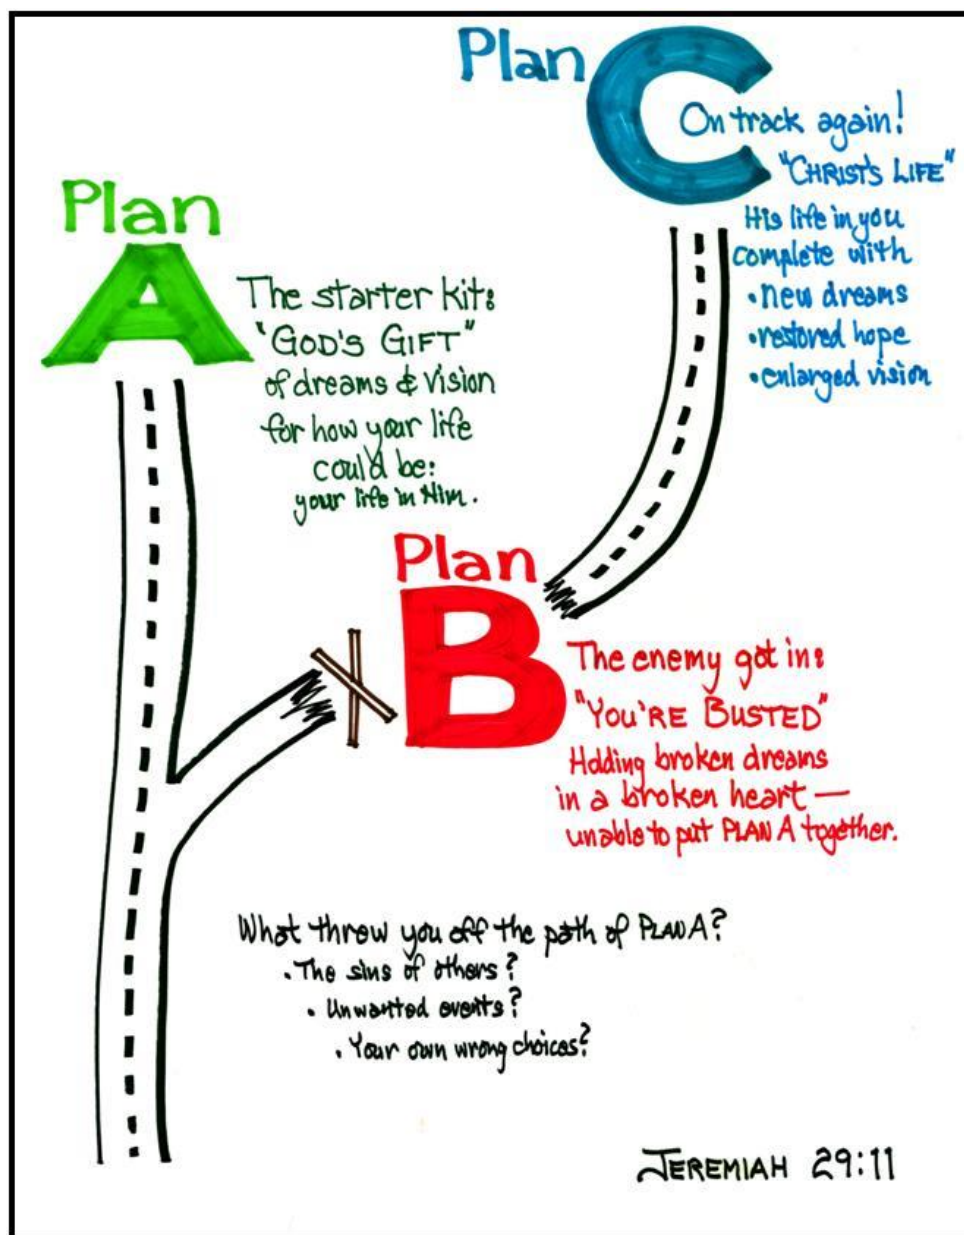 Plan
C
On track again!
"CHRIST'S LIFE"
His life in you
complete with
• new dreams
• restored hope
• enlarged vision
Plan
A
The starter kit:
"GOD'S GIFT"
of dreams & vision
for how your life
could be:
your life in Him.
Plan
B
The enemy got in:
"YOU'RE BUSTED"
Holding broken dreams
in a broken heart —
unable to put PLAN A together.
What threw you off the path of PLAN A?
• The sins of others?
• Unwanted events?
• Your own wrong choices?
JEREMIAH 29:11